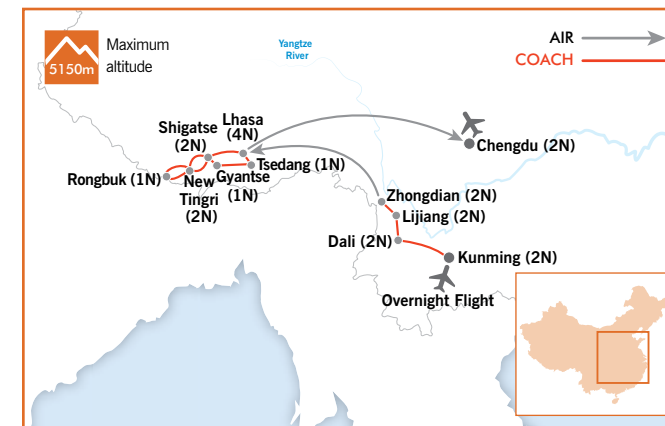 Maximum
altitude
5150m
Yangtze
River
AIR
COACH
Shigatse
(2N)
Lhasa
(4N)
Chengdu (2N)
Rongbuk (1N)
New
Tingri
(2N)
Gyantse
(1N)
Tsedang (1N)
Zhongdian (2N)
Lijiang (2N)
Dali (2N)
Kunming (2N)
Overnight Flight